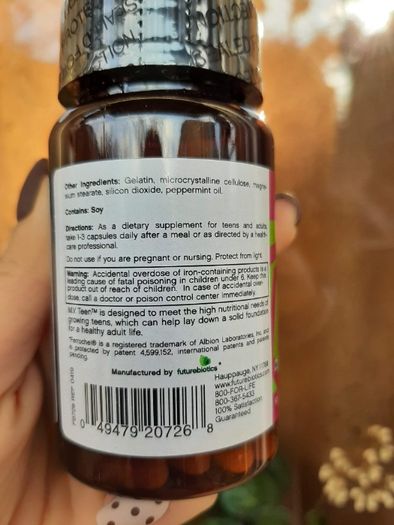 Other Ingredients: Gelatin, microcrystalline cellulose, magne-
sium stearate, silicon dioxide, peppermint oil.
Contains: Soy
Directions: As a dietary supplement for teens and adults,
take 1-3 capsules daily after a meal or as directed by a health-
care professional.
Do not use if you are pregnant or nursing. Protect from light.
Warning: Accidental overdose of iron-containing products is a
leading cause of fatal poisoning in children under 6. Keep this
product out of reach of children. In case of accidental over-
dose, call a doctor or poison control center immediately.
M.V. Teen™ is designed to meet the high nutritional needs of
growing teens, which can help lay down a solid foundation
for a healthy adult life.
Ferrochel® is a registered trademark of Albion Laboratories, Inc. and
is protected by patent 4,599,152, international patents and patents
pending.
Manufactured by futurebiotics®
Hauppauge, NY 11788
www.futurebiotics.com
800-FOR-LIFE
800-367-5433
100% Satisfaction
Guaranteed
0 49479 20726 8